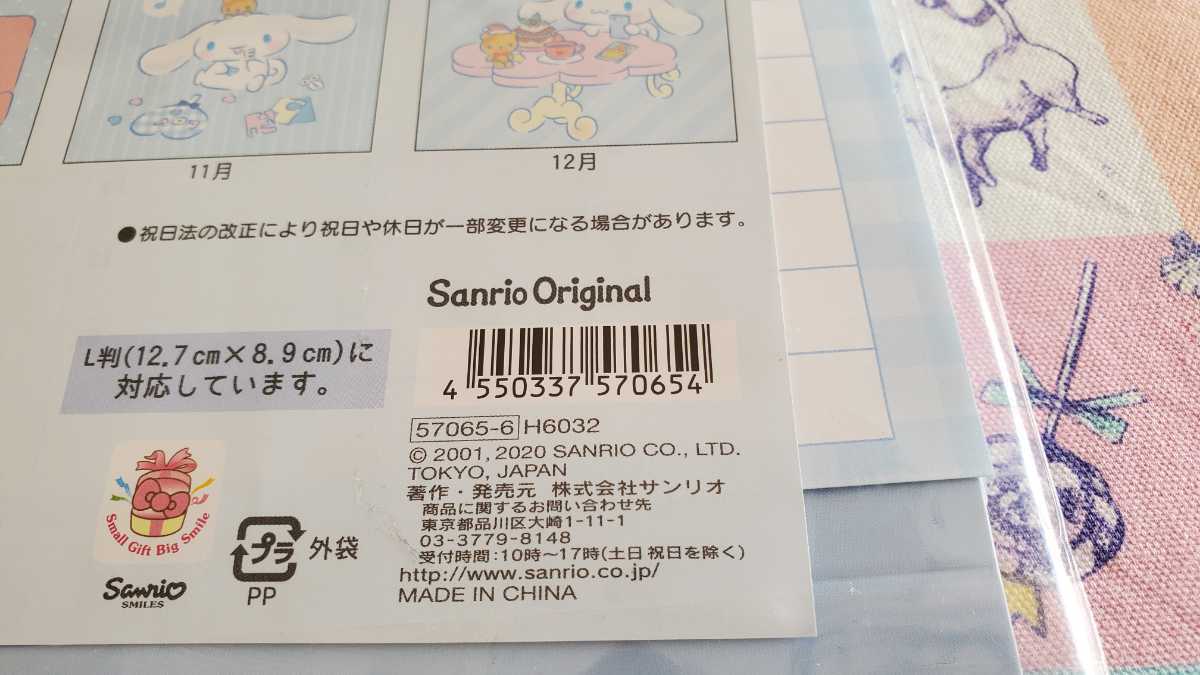 11月
12月
●祝日法の改正により祝日や休日が一部変更になる場合があります。
Sanrio Original
L判(12.7cm×8.9cm)に
対応しています。
4 550337 570654
57065-6 H6032
© 2001, 2020 SANRIO CO., LTD.
TOKYO, JAPAN
著作・発売元 株式会社サンリオ
商品に関するお問い合わせ先
東京都品川区大崎1-11-1
03-3779-8148
受付時間:10時〜17時(土日祝日を除く)
http://www.sanrio.co.jp/
MADE IN CHINA
Small Gift Big Smile
Sanrio
SMILES
プラ
外袋
PP